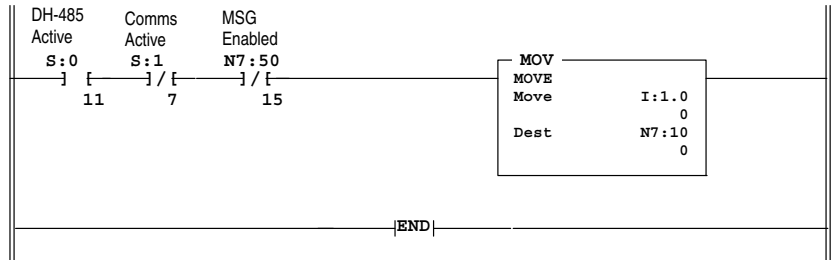 DH-485 Active
Comms Active
MSG Enabled
S:0 S:1 N7:50
] [ ]/[ ]/[
11 7 15
MOV
MOVE
Move I:1.0
0
Dest N7:10
0
END